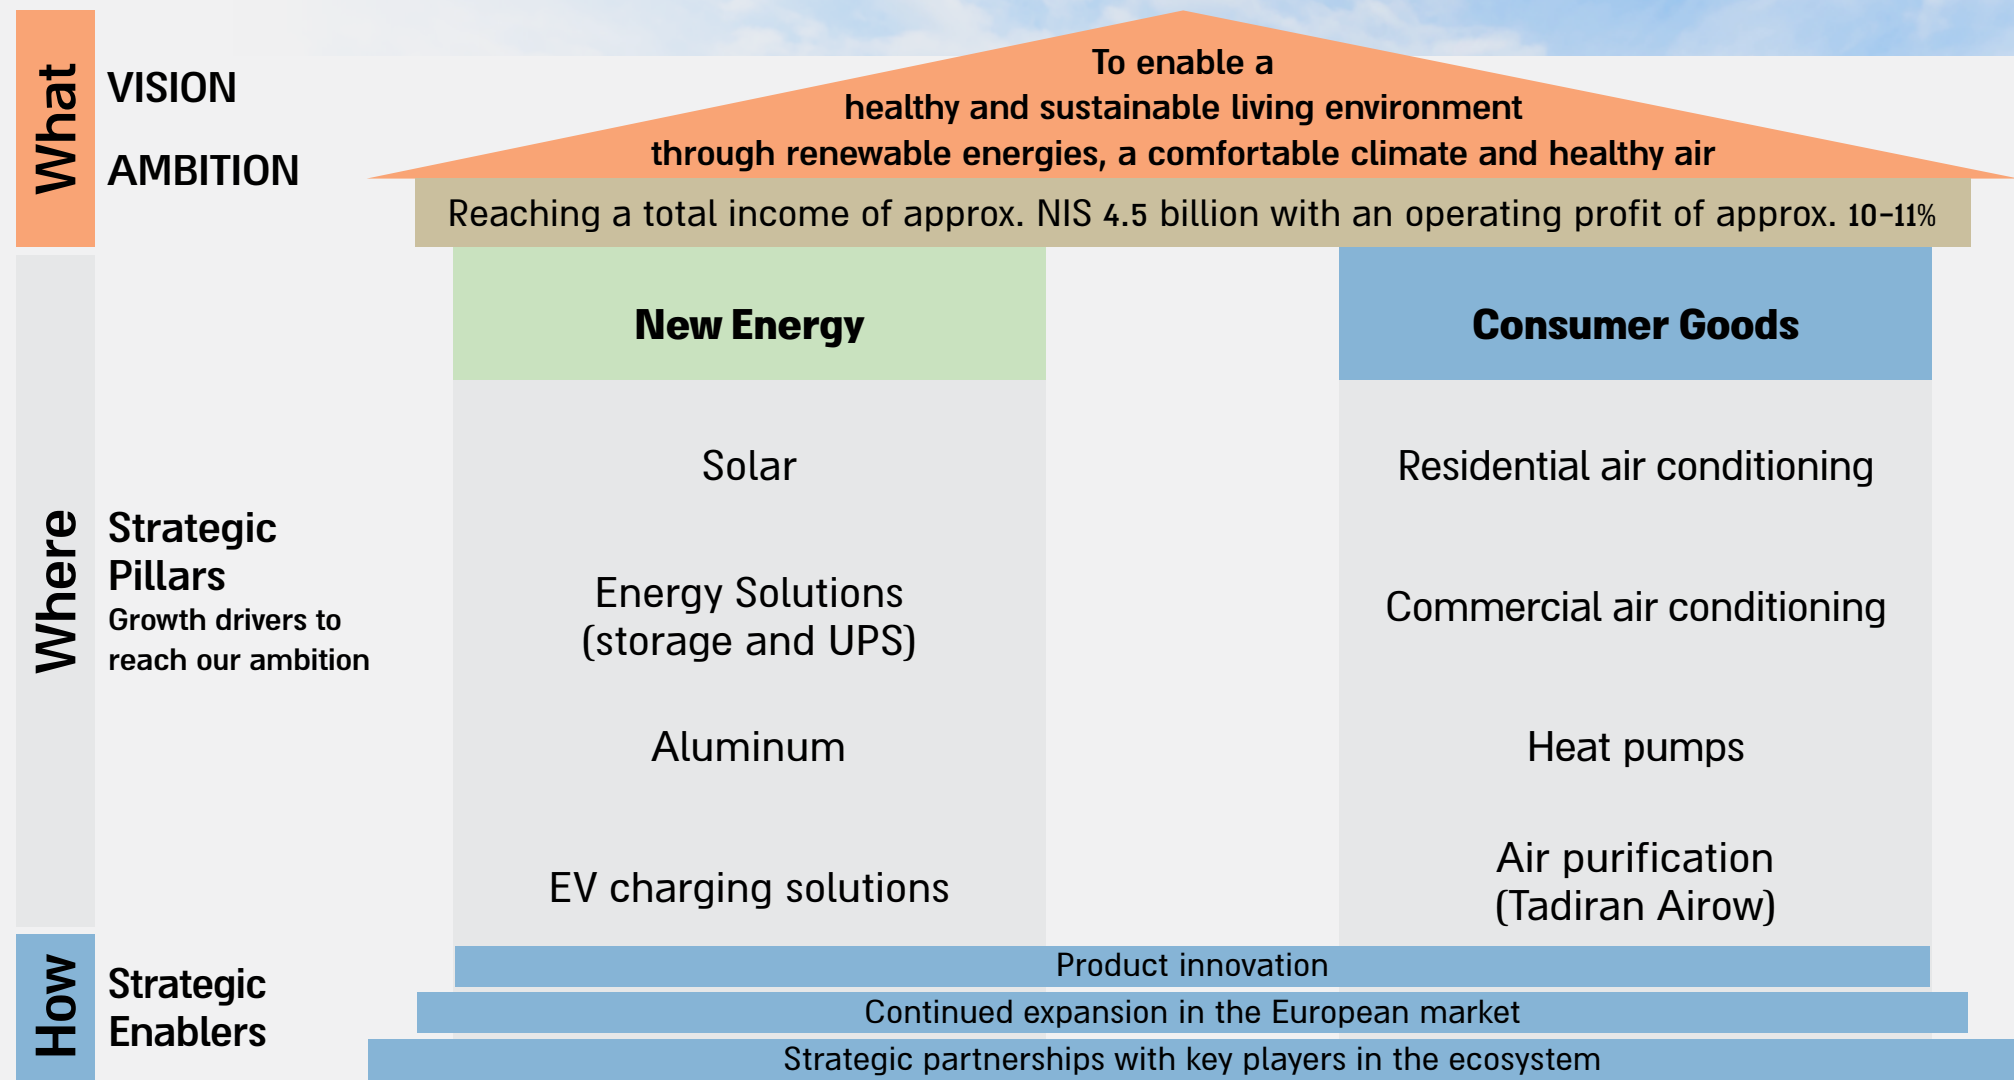 What
VISION
AMBITION
To enable a
healthy and sustainable living environment
through renewable energies, a comfortable climate and healthy air
Reaching a total income of approx. NIS 4.5 billion with an operating profit of approx. 10-11%
Where
Strategic
Pillars
Growth drivers to
reach our ambition
New Energy
Solar
Energy Solutions
(storage and UPS)
Aluminum
EV charging solutions
Consumer Goods
Residential air conditioning
Commercial air conditioning
Heat pumps
Air purification
(Tadiran Airow)
How
Strategic
Enablers
Product innovation
Continued expansion in the European market
Strategic partnerships with key players in the ecosystem